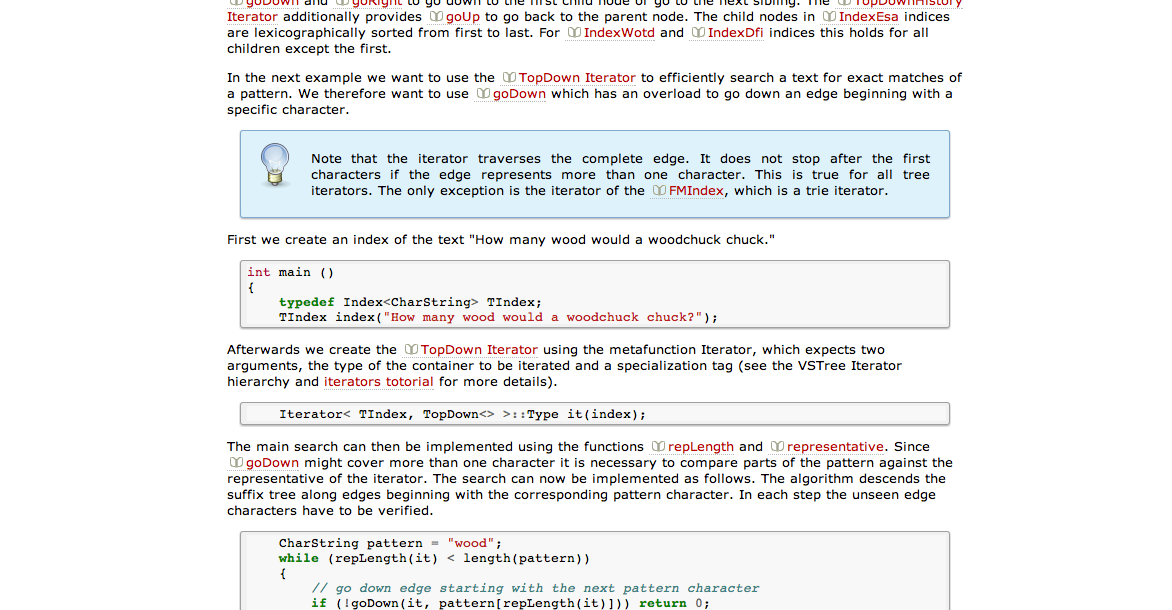 goDown and goRight to go down to the first child node or go to the next sibling. The TopDownHistory
Iterator additionally provides goUp to go back to the parent node. The child nodes in IndexEsa indices
are lexicographically sorted from first to last. For IndexWotd and IndexDfi indices this holds for all
children except the first.
In the next example we want to use the TopDown Iterator to efficiently search a text for exact matches of
a pattern. We therefore want to use goDown which has an overload to go down an edge beginning with a
specific character.
Note that the iterator traverses the complete edge. It does not stop after the first
characters if the edge represents more than one character. This is true for all tree
iterators. The only exception is the iterator of the FMIndex, which is a trie iterator.
First we create an index of the text "How many wood would a woodchuck chuck."
int main ()
{
typedef Index<CharString> TIndex;
TIndex index("How many wood would a woodchuck chuck?");
Afterwards we create the TopDown Iterator using the metafunction Iterator, which expects two
arguments, the type of the container to be iterated and a specialization tag (see the VSTree Iterator
hierarchy and iterators totorial for more details).
Iterator< TIndex, TopDown<> >::Type it(index);
The main search can then be implemented using the functions repLength and representative. Since
goDown might cover more than one character it is necessary to compare parts of the pattern against the
representative of the iterator. The search can now be implemented as follows. The algorithm descends the
suffix tree along edges beginning with the corresponding pattern character. In each step the unseen edge
characters have to be verified.
CharString pattern = "wood";
while (repLength(it) < length(pattern))
{
// go down edge starting with the next pattern character
if (!goDown(it, pattern[repLength(it)])) return 0;